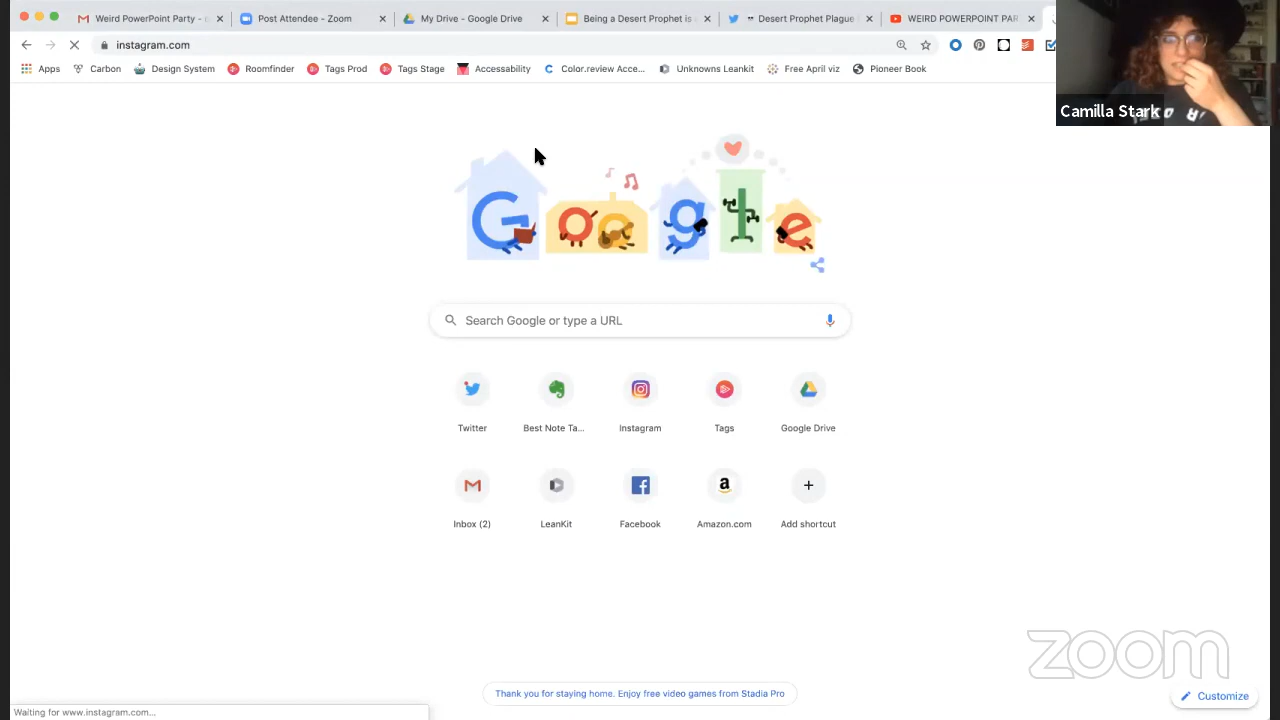 Weird PowerPoint Party -
Post Attendee - Zoom
My Drive - Google Drive
Being a Desert Prophet is
Desert Prophet Plague
WEIRD POWERPOINT PAR
instagram.com
Apps
Carbon
Design System
Roomfinder
Tags Prod
Tags Stage
Accessability
Color.review Acce...
Unknowns Leankit
Free April viz
Pioneer Book
Camilla Stark
Google
Search Google or type a URL
Twitter
Best Note Ta...
Instagram
Tags
Google Drive
Inbox (2)
LeanKit
Facebook
Amazon.com
Add shortcut
zoom
Thank you for staying home. Enjoy free video games from Stadia Pro
Customize
Waiting for www.instagram.com...